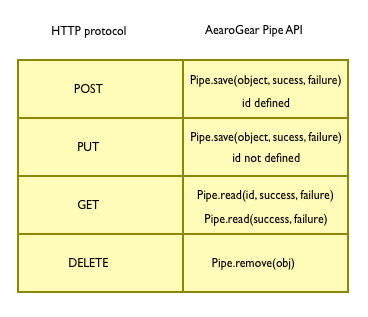 HTTP protocol
AearoGear Pipe API
POST
Pipe.save(object, sucess, failure)
id defined
PUT
Pipe.save(object, sucess, failure)
id not defined
GET
Pipe.read(id, success, failure)
Pipe.read(success, failure)
DELETE
Pipe.remove(obj)